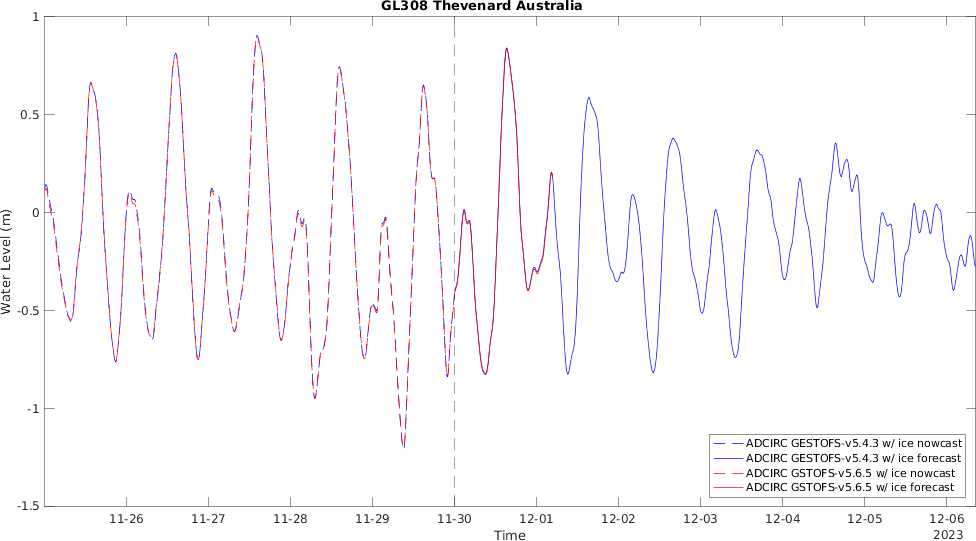 GL308 Thevenard Australia
1
0.5
0
-0.5
-1
-1.5
Water Level (m)
ADCIRC GESTOFS-v5.4.3 w/ ice nowcast
ADCIRC GESTOFS-v5.4.3 w/ ice forecast
ADCIRC GSTOFS-v5.6.5 w/ ice nowcast
ADCIRC GSTOFS-v5.6.5 w/ ice forecast
11-26 11-27 11-28 11-29 11-30 12-01 12-02 12-03 12-04 12-05 12-06
Time 2023